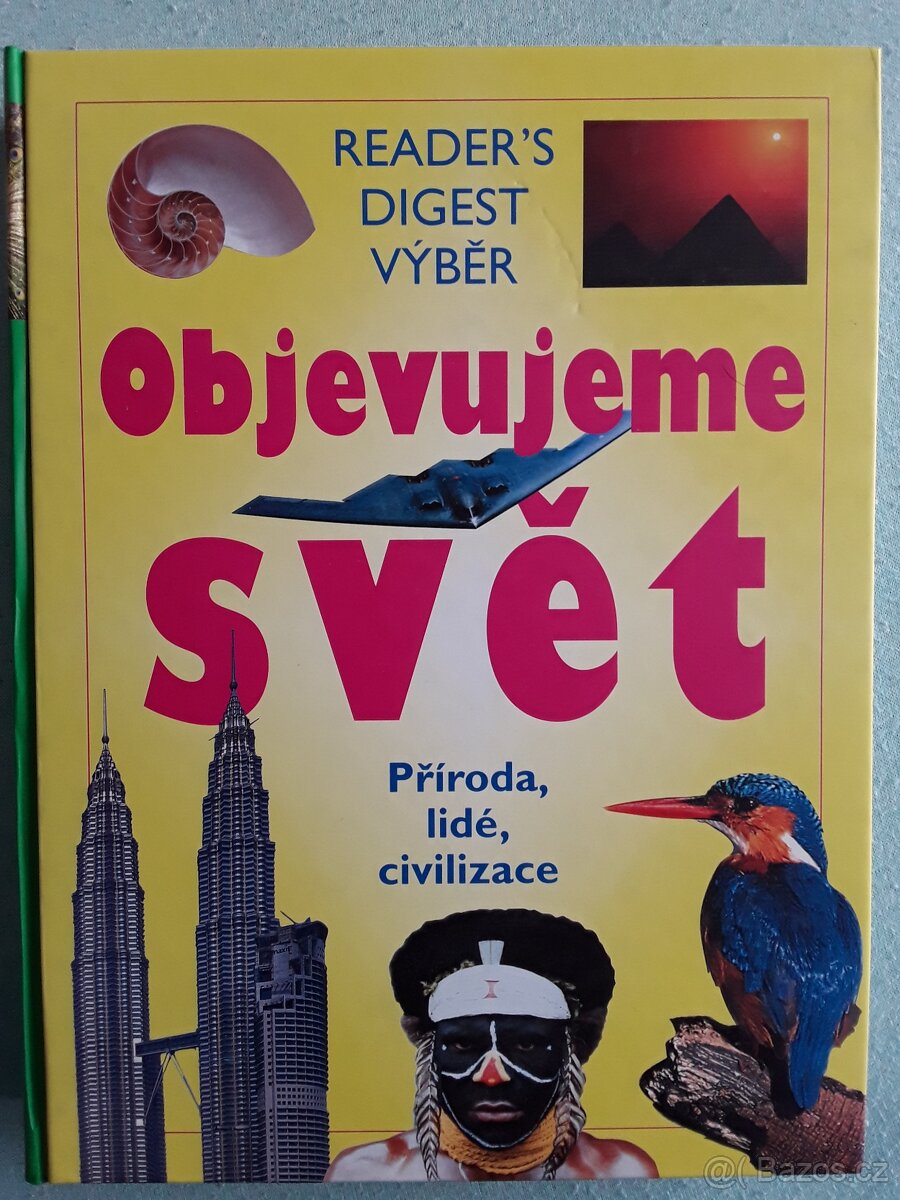 READER'S
DIGEST
VÝBĚR
Objevujeme
svět
Příroda,
lidé,
civilizace
@( Bazos.cz